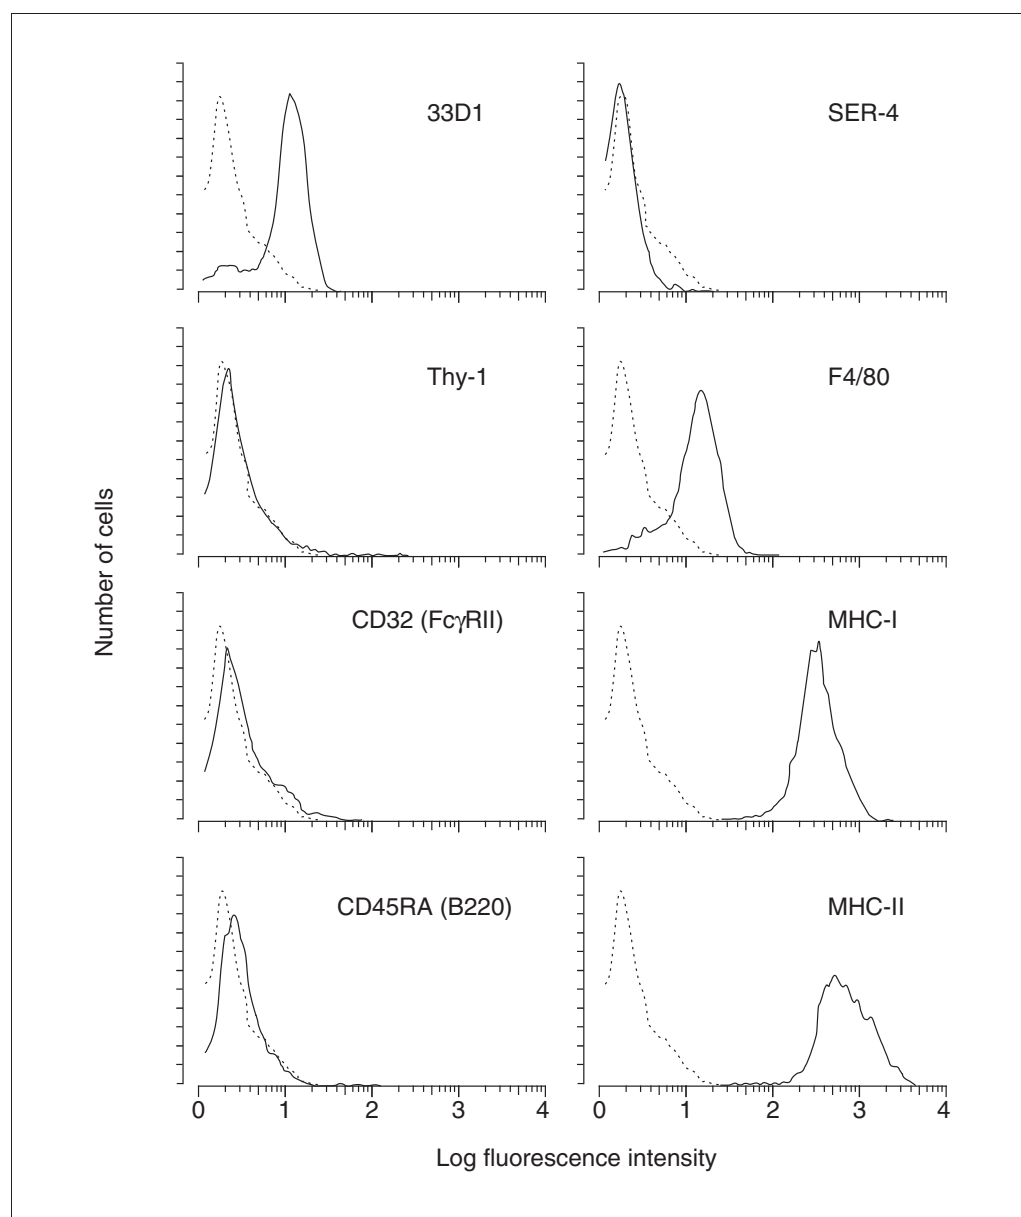 33D1
SER-4
Thy-1
F4/80
CD32 (FcγRII)
MHC-I
CD45RA (B220)
MHC-II
Number of cells
0 1 2 3 4
0 1 2 3 4
Log fluorescence intensity